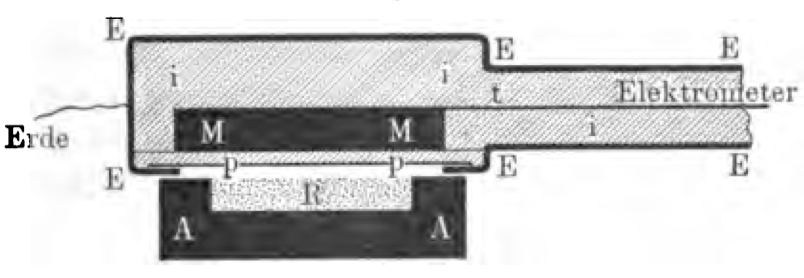 E
E E
i i
t Elektrometer
Erde M M i
E p p E E
R
A A